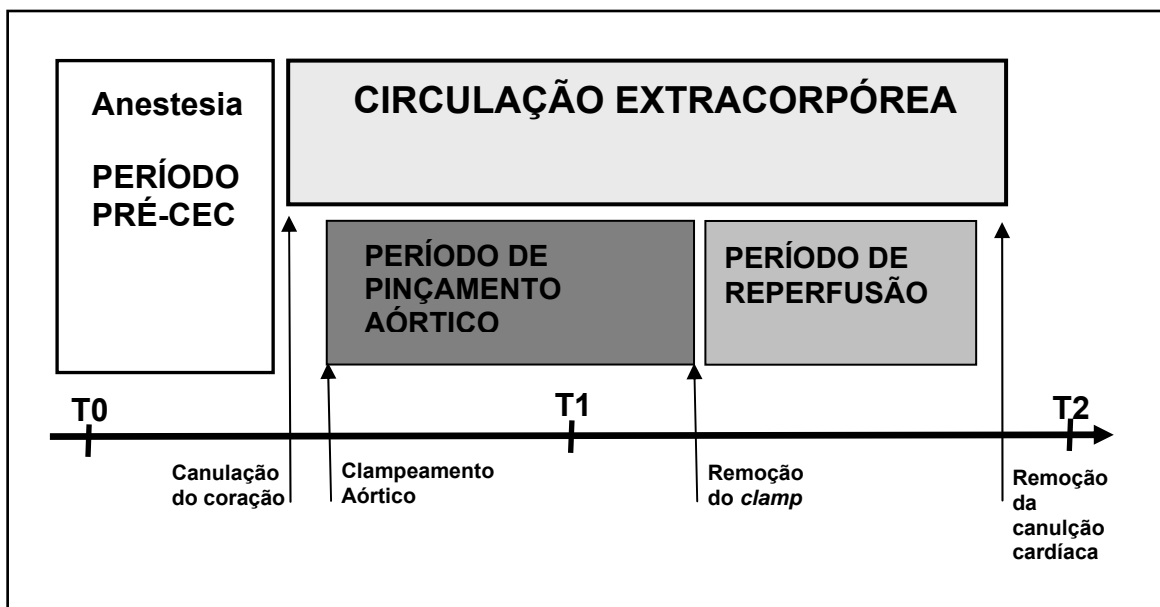 Anestesia
PERÍODO
PRÉ-CEC
CIRCULAÇÃO EXTRACORPÓREA
PERÍODO DE
PINÇAMENTO
AÓRTICO
PERÍODO DE
REPERFUSÃO
T0
T1
T2
Canulação
do coração
Clampeamento
Aórtico
Remoção
do clamp
Remoção
da
canulção
cardíaca